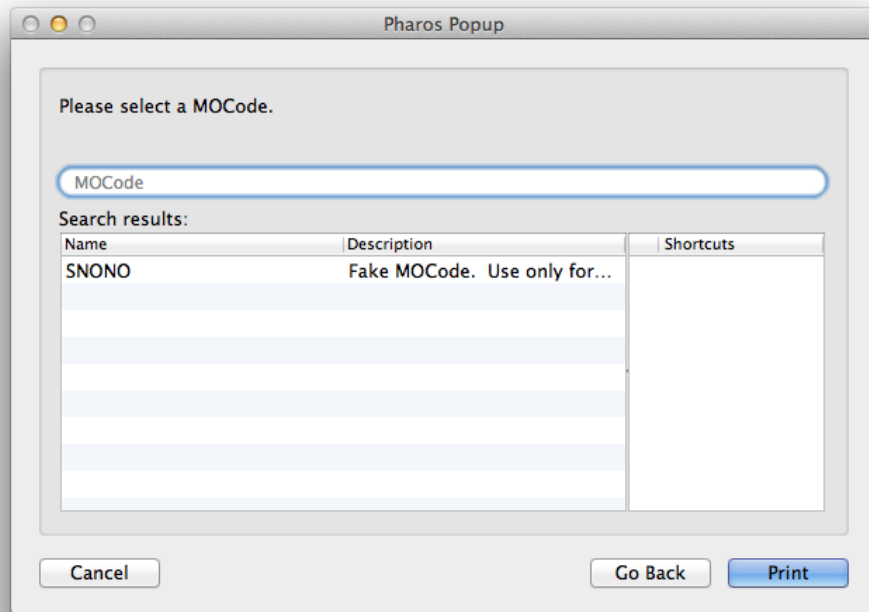 Pharos Popup
Please select a MOCode.
MOCode
Search results:
Name Description Shortcuts
SNONO Fake MOCode. Use only for...
Cancel Go Back Print